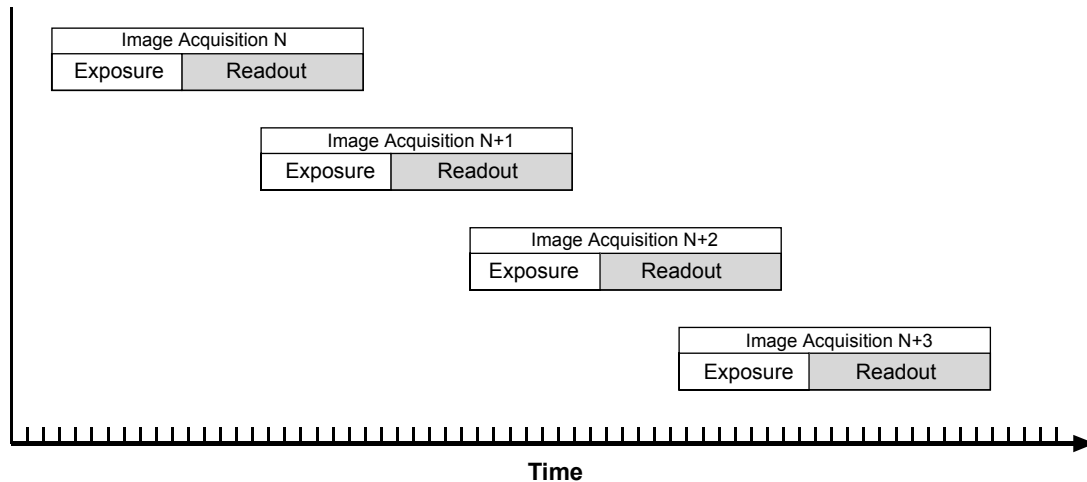 Image Acquisition N
Exposure Readout
Image Acquisition N+1
Exposure Readout
Image Acquisition N+2
Exposure Readout
Image Acquisition N+3
Exposure Readout
Time